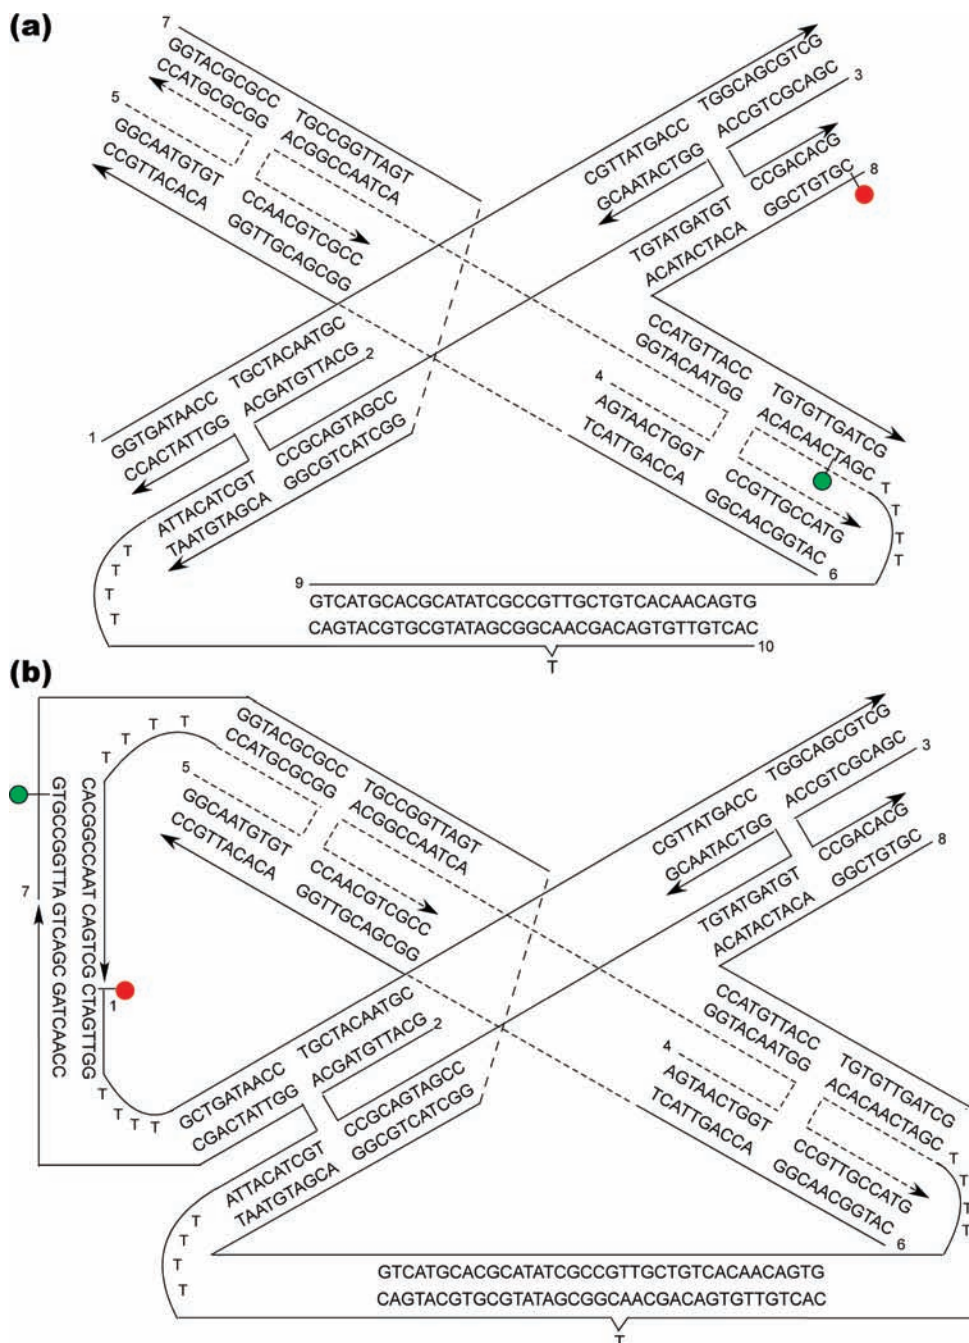 (a)
7
GGTACGCGCC TGCCGGTTAGT
CCATGCGCGG ACGGCCAATCA
5
GGCAATGTGT CCAACGTCGCC
CCGTTACACA GGTTGCAGCGG
CGTTATGACC TGGCAGCGTCG
GCAATACTGG ACCGTCGCAGC
3
TGTATGATGT CCGACACG
ACATACTACA GGCTGTGC
8
1
GGTGATAACC TGCTACAATGC
CCACTATTGG ACGATGTTACG
2
ATTACATCGT CCGCAGTAGCC
TAATGTAGCA GGCGTCATCGG
CCATGTTACC TGTGTTGATCG
GGTACAATGG ACACAACTAGC
4
AGTAACTGGT CCGTTGCCATG
TCATTGACCA GGCAACGGTAC
6
T
T
T
T
T
T
T
T
9
GTCATGCACGCATATCGCCGTTGCTGTCACAACAGTG
CAGTACGTGCGTATAGCGGCAACGACAGTGTTGTCAC
10
T
(b)
T
T
T
T
GGTACGCGCC TGCCGGTTAGT
CCATGCGCGG ACGGCCAATCA
5
GGCAATGTGT CCAACGTCGCC
CCGTTACACA GGTTGCAGCGG
CACGGCCAAT CAGTCG CTAGTTGG
GTGCCGGTTA GTCAGC GATCAACC
7
1
T
T
T
T
CGTTATGACC TGGCAGCGTCG
GCAATACTGG ACCGTCGCAGC
3
TGTATGATGT CCGACACG
ACATACTACA GGCTGTGC
8
GCTGATAACC TGCTACAATGC
CGACTATTGG ACGATGTTACG
2
ATTACATCGT CCGCAGTAGCC
TAATGTAGCA GGCGTCATCGG
CCATGTTACC TGTGTTGATCG
GGTACAATGG ACACAACTAGC
4
AGTAACTGGT CCGTTGCCATG
TCATTGACCA GGCAACGGTAC
6
T
T
T
T
T
T
T
T
GTCATGCACGCATATCGCCGTTGCTGTCACAACAGTG
CAGTACGTGCGTATAGCGGCAACGACAGTGTTGTCAC
T